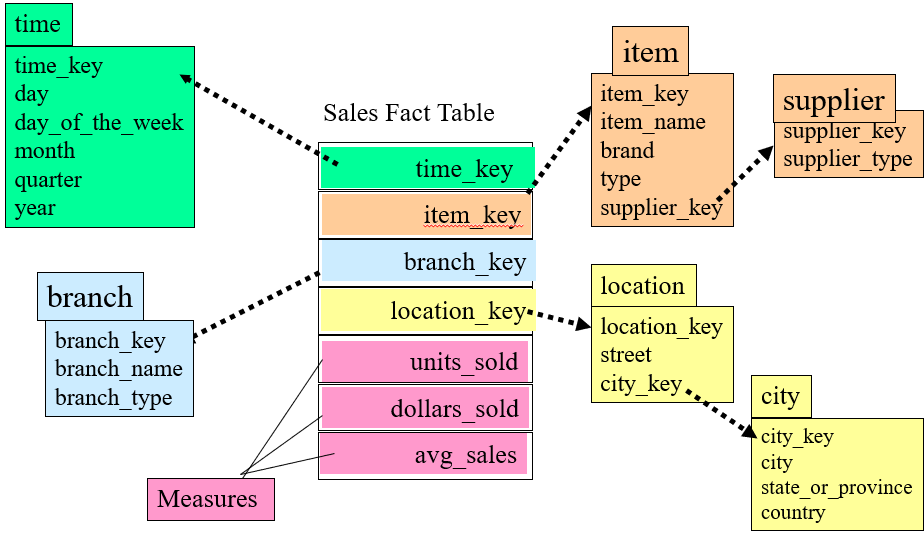 time
time_key
day
day_of_the_week
month
quarter
year
Sales Fact Table
time_key
item_key
branch_key
location_key
units_sold
dollars_sold
avg_sales
Measures
branch
branch_key
branch_name
branch_type
item
item_key
item_name
brand
type
supplier_key
supplier
supplier_key
supplier_type
location
location_key
street
city_key
city
city_key
city
state_or_province
country